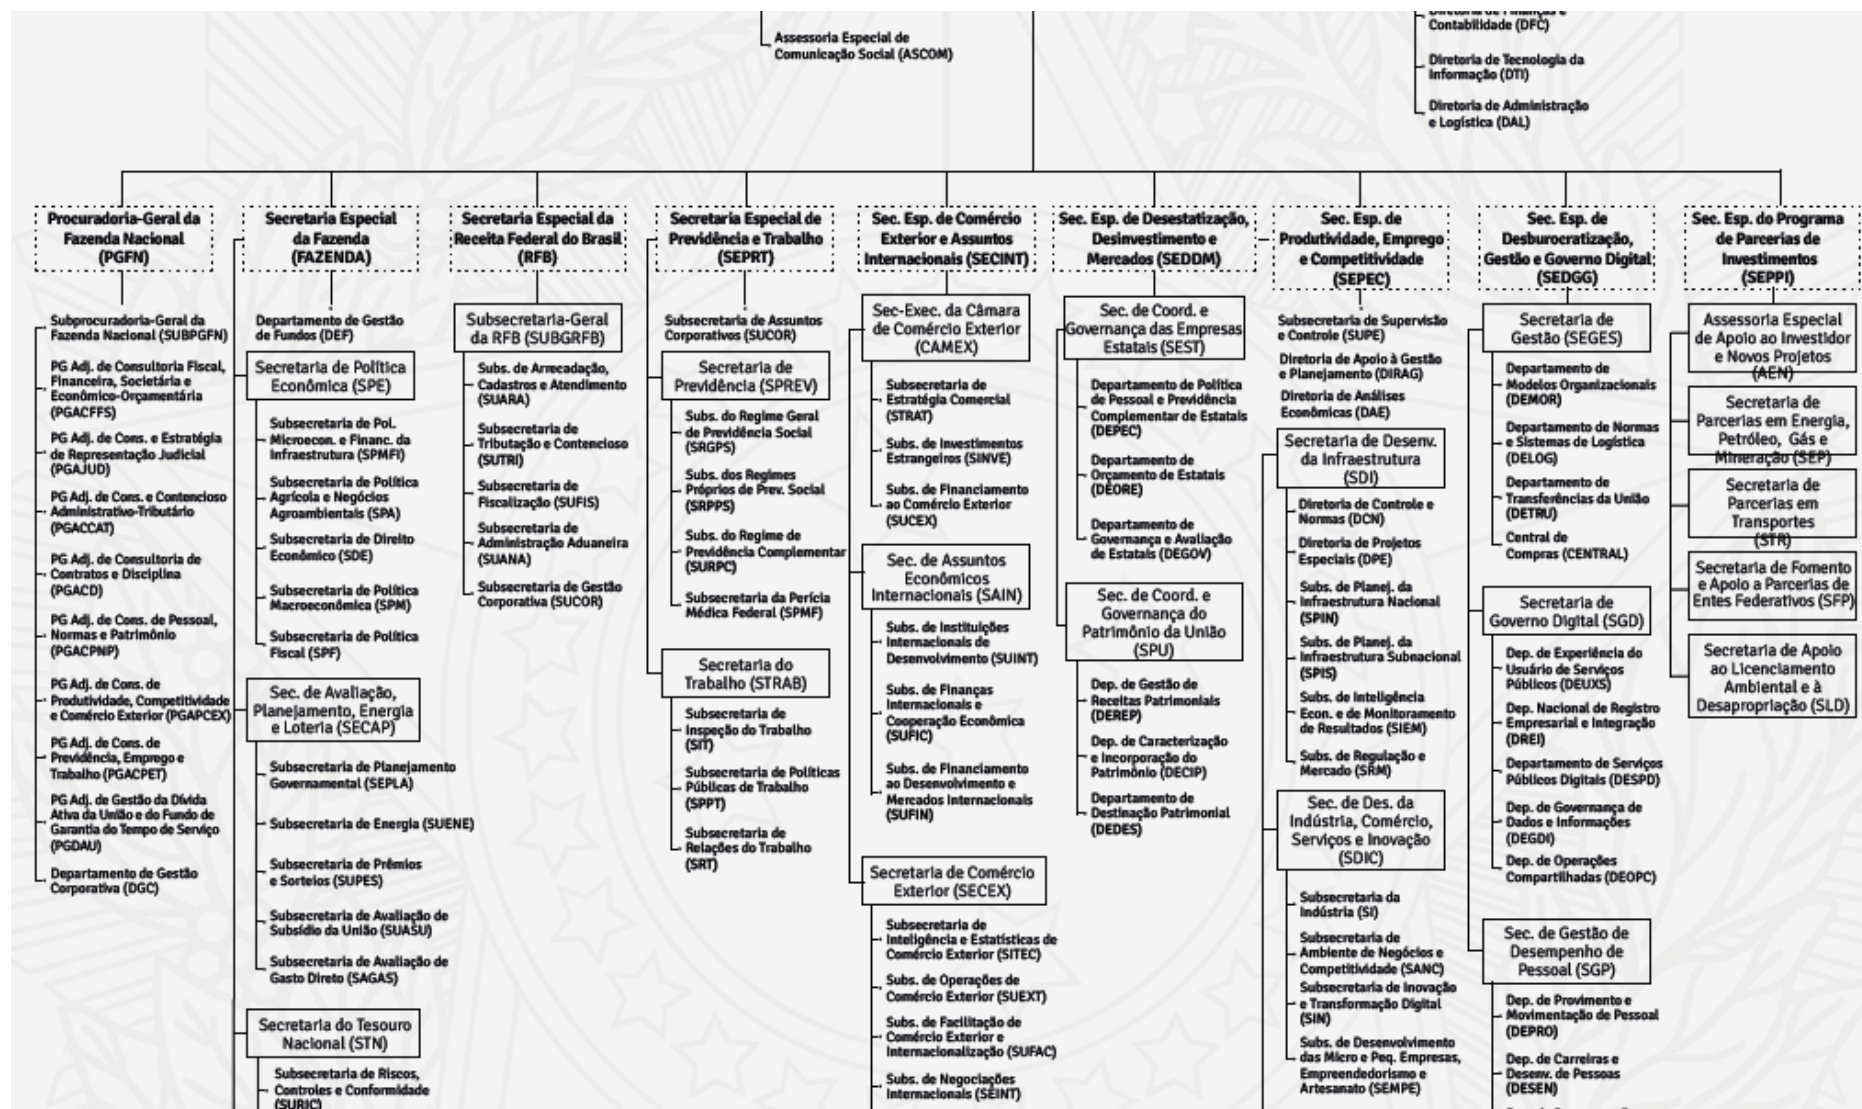 Assessoria Especial de
Comunicação Social (ASCOM)
Diretoria de Finanças e
Contabilidade (DFC)
Diretoria de Tecnologia da
Informação (DTI)
Diretoria de Administração
e Logística (DAL)
Procuradoria-Geral da
Fazenda Nacional
(PGFN)
Subprocuradoria-Geral da
Fazenda Nacional (SUBPGFN)
PG Adj. de Consultoria Fiscal,
Financeira, Societária e
Econômico-Orçamentária
(PGACFFS)
PG Adj. de Cons. e Estratégia
de Representação Judicial
(PGAJUD)
PG Adj. de Cons. e Contencioso
Administrativo-Tributário
(PGACCAT)
PG Adj. de Consultoria de
Contratos e Disciplina
(PGACD)
PG Adj. de Cons. de Pessoal,
Normas e Patrimônio
(PGACPNP)
PG Adj. de Cons. de
Produtividade, Competitividade
e Comércio Exterior (PGAPCEX)
PG Adj. de Cons. de
Previdência, Emprego e
Trabalho (PGACPET)
PG Adj. de Gestão da Dívida
Ativa da União e do Fundo de
Garantia do Tempo de Serviço
(PGDAU)
Departamento de Gestão
Corporativa (DGC)
Secretaria Especial
da Fazenda
(FAZENDA)
Departamento de Gestão
de Fundos (DEF)
Secretaria de Política
Econômica (SPE)
Subsecretaria de Pol.
Microecon. e Financ. da
Infraestrutura (SPMFI)
Subsecretaria de Política
Agrícola e Negócios
Agroambientais (SPA)
Subsecretaria de Direito
Econômico (SDE)
Subsecretaria de Política
Macroeconômica (SPM)
Subsecretaria de Política
Fiscal (SPF)
Sec. de Avaliação,
Planejamento, Energia
e Loteria (SECAP)
Subsecretaria de Planejamento
Governamental (SEPLA)
Subsecretaria de Energia (SUENE)
Subsecretaria de Prêmios
e Sorteios (SUPES)
Subsecretaria de Avaliação de
Subsídio da União (SUASU)
Subsecretaria de Avaliação de
Gasto Direto (SAGAS)
Secretaria do Tesouro
Nacional (STN)
Subsecretaria de Riscos,
Controles e Conformidade
(SURIC)
Secretaria Especial da
Receita Federal do Brasil
(RFB)
Subsecretaria-Geral
da RFB (SUBGRFB)
Subs. de Arrecadação,
Cadastros e Atendimento
(SUARA)
Subsecretaria de
Tributação e Contencioso
(SUTRI)
Subsecretaria de
Fiscalização (SUFIS)
Subsecretaria de
Administração Aduaneira
(SUANA)
Subsecretaria de Gestão
Corporativa (SUCOR)
Secretaria Especial de
Previdência e Trabalho
(SEPRT)
Subsecretaria de Assuntos
Corporativos (SUCOR)
Secretaria de
Previdência (SPREV)
Subs. do Regime Geral
de Previdência Social
(SRGPS)
Subs. dos Regimes
Próprios de Prev. Social
(SRPPS)
Subs. do Regime de
Previdência Complementar
(SURPC)
Subsecretaria da Perícia
Médica Federal (SPMF)
Secretaria do
Trabalho (STRAB)
Subsecretaria de
Inspeção do Trabalho
(SIT)
Subsecretaria de Políticas
Públicas de Trabalho
(SPPT)
Subsecretaria de
Relações do Trabalho
(SRT)
Sec. Esp. de Comércio
Exterior e Assuntos
Internacionais (SECINT)
Sec-Exec. da Câmara
de Comércio Exterior
(CAMEX)
Subsecretaria de
Estratégia Comercial
(STRAT)
Subs. de Investimentos
Estrangeiros (SINVE)
Subs. de Financiamento
ao Comércio Exterior
(SUCEX)
Sec. de Assuntos
Econômicos
Internacionais (SAIN)
Subs. de Instituições
Internacionais de
Desenvolvimento (SUINT)
Subs. de Finanças
Internacionais e
Cooperação Econômica
(SUFIC)
Subs. de Financiamento
ao Desenvolvimento e
Mercados Internacionais
(SUFIN)
Secretaria de Comércio
Exterior (SECEX)
Subsecretaria de
Inteligência e Estatísticas de
Comércio Exterior (SITEC)
Subs. de Operações de
Comércio Exterior (SUEXT)
Subs. de Facilitação de
Comércio Exterior e
Internacionalização (SUFAC)
Subs. de Negociações
Internacionais (SEINT)
Sec. Esp. de Desestatização,
Desinvestimento e
Mercados (SEDDM)
Sec. de Coord. e
Governança das Empresas
Estatais (SEST)
Departamento de Política
de Pessoal e Previdência
Complementar de Estatais
(DEPEC)
Departamento de
Orçamento de Estatais
(DEORE)
Departamento de
Governança e Avaliação
de Estatais (DEGOV)
Sec. de Coord. e
Governança do
Patrimônio da União
(SPU)
Dep. de Gestão de
Receitas Patrimoniais
(DEREP)
Dep. de Caracterização
e Incorporação do
Patrimônio (DECIP)
Departamento de
Destinação Patrimonial
(DEDES)
Sec. Esp. de
Produtividade, Emprego
e Competitividade
(SEPEC)
Subsecretaria de Supervisão
e Controle (SUPE)
Diretoria de Apoio à Gestão
e Planejamento (DIRAG)
Diretoria de Análises
Econômicas (DAE)
Secretaria de Desenv.
da Infraestrutura
(SDI)
Diretoria de Controle e
Normas (DCN)
Diretoria de Projetos
Especiais (DPE)
Subs. de Planej. da
Infraestrutura Nacional
(SPIN)
Subs. de Planej. da
Infraestrutura Subnacional
(SPIS)
Subs. de Inteligência
Econ. e de Monitoramento
de Resultados (SIEM)
Subs. de Regulação e
Mercado (SRM)
Sec. de Des. da
Indústria, Comércio,
Serviços e Inovação
(SDIC)
Subsecretaria da
Indústria (SI)
Subsecretaria de
Ambiente de Negócios e
Competitividade (SANC)
Subsecretaria de Inovação
e Transformação Digital
(SIN)
Subs. de Desenvolvimento
das Micro e Peq. Empresas,
Empreendedorismo e
Artesanato (SEMPE)
Sec. Esp. de
Desburocratização,
Gestão e Governo Digital
(SEDGG)
Secretaria de
Gestão (SEGES)
Departamento de
Modelos Organizacionais
(DEMOR)
Departamento de Normas
e Sistemas de Logística
(DELOG)
Departamento de
Transferências da União
(DETRU)
Central de
Compras (CENTRAL)
Secretaria de
Governo Digital (SGD)
Dep. de Experiência do
Usuário de Serviços
Públicos (DEUXS)
Dep. Nacional de Registro
Empresarial e Integração
(DREI)
Departamento de Serviços
Públicos Digitais (DESPD)
Dep. de Governança de
Dados e Informações
(DEGDI)
Dep. de Operações
Compartilhadas (DEOPC)
Sec. de Gestão de
Desempenho de
Pessoal (SGP)
Dep. de Provimento e
Movimentação de Pessoal
(DEPRO)
Dep. de Carreiras e
Desenv. de Pessoas
(DESEN)
Sec. Esp. do Programa
de Parcerias de
Investimentos
(SEPPI)
Assessoria Especial
de Apoio ao Investidor
e Novos Projetos
(AEN)
Secretaria de
Parcerias em Energia,
Petróleo, Gás e
Mineração (SEP)
Secretaria de
Parcerias em
Transportes
(STR)
Secretaria de Fomento
e Apoio a Parcerias de
Entes Federativos (SFP)
Secretaria de Apoio
ao Licenciamento
Ambiental e à
Desapropriação (SLD)